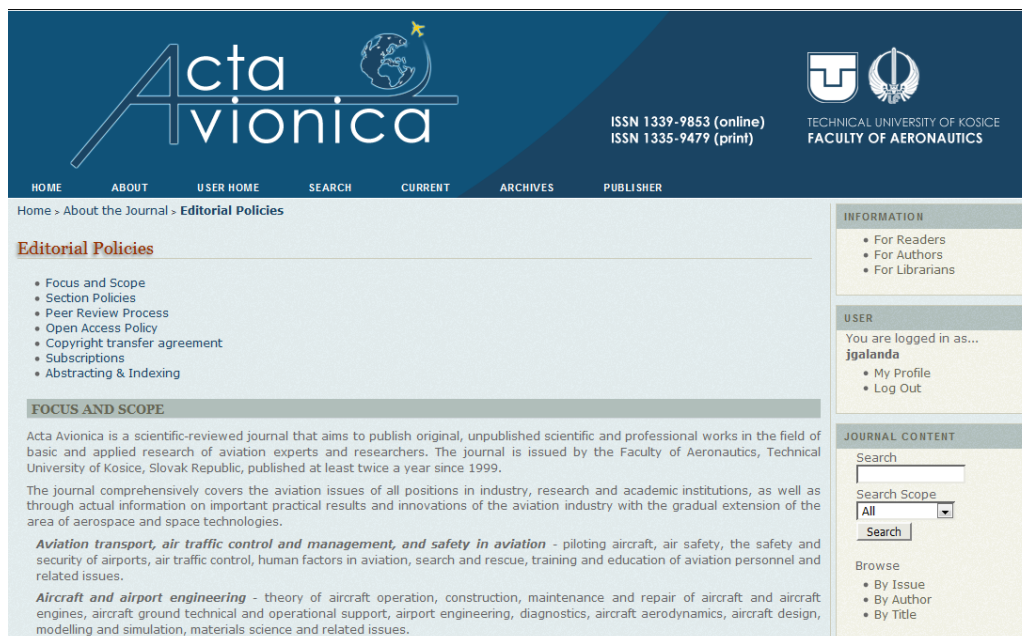 Acta
Avionica
ISSN 1339-9853 (online)
ISSN 1335-9479 (print)
TECHNICAL UNIVERSITY OF KOSICE
FACULTY OF AERONAUTICS
HOME ABOUT USER HOME SEARCH CURRENT ARCHIVES PUBLISHER
Home > About the Journal > Editorial Policies
Editorial Policies
• Focus and Scope
• Section Policies
• Peer Review Process
• Open Access Policy
• Copyright transfer agreement
• Subscriptions
• Abstracting & Indexing
FOCUS AND SCOPE
Acta Avionica is a scientific-reviewed journal that aims to publish original, unpublished scientific and professional works in the field of
basic and applied research of aviation experts and researchers. The journal is issued by the Faculty of Aeronautics, Technical
University of Kosice, Slovak Republic, published at least twice a year since 1999.
The journal comprehensively covers the aviation issues of all positions in industry, research and academic institutions, as well as
through actual information on important practical results and innovations of the aviation industry with the gradual extension of the
area of aerospace and space technologies.
Aviation transport, air traffic control and management, and safety in aviation - piloting aircraft, air safety, the safety and
security of airports, air traffic control, human factors in aviation, search and rescue, training and education of aviation personnel and
related issues.
Aircraft and airport engineering - theory of aircraft operation, construction, maintenance and repair of aircraft and aircraft
engines, aircraft ground technical and operational support, airport engineering, diagnostics, aircraft aerodynamics, aircraft design,
modelling and simulation, materials science and related issues.
INFORMATION
• For Readers
• For Authors
• For Librarians
USER
You are logged in as...
jgalanda
• My Profile
• Log Out
JOURNAL CONTENT
Search
Search Scope
All
Search
Browse
• By Issue
• By Author
• By Title